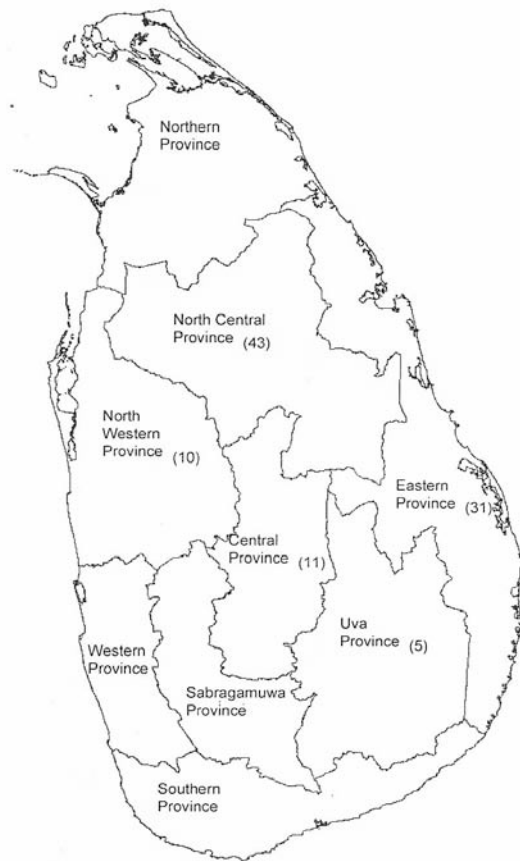 Northern
Province
North Central
Province (43)
North
Western
Province (10)
Eastern
Province (31)
Central
Province (11)
Uva
Province (5)
Western
Province
Sabragamuwa
Province
Southern
Province